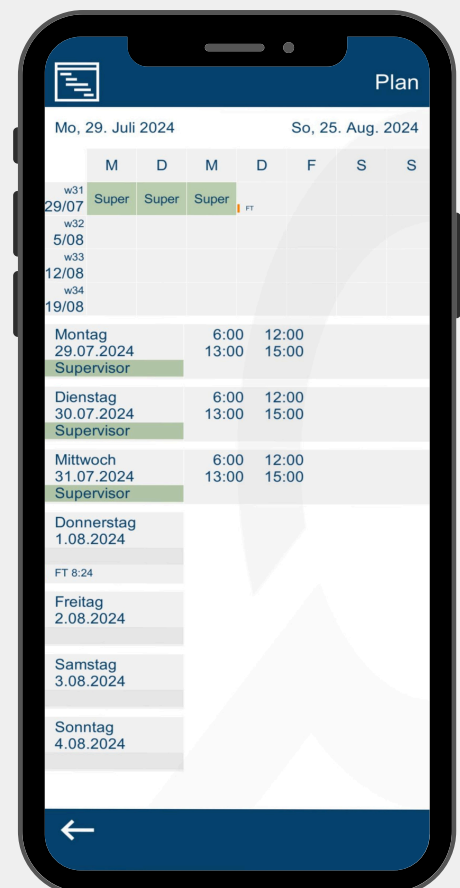 Plan
Mo, 29. Juli 2024 So, 25. Aug. 2024
M D M D F S S
w31
29/07 Super Super Super FT
w32
5/08
w33
12/08
w34
19/08
Montag 6:00 12:00
29.07.2024 13:00 15:00
Supervisor
Dienstag 6:00 12:00
30.07.2024 13:00 15:00
Supervisor
Mittwoch 6:00 12:00
31.07.2024 13:00 15:00
Supervisor
Donnerstag
1.08.2024
FT 8:24
Freitag
2.08.2024
Samstag
3.08.2024
Sonntag
4.08.2024